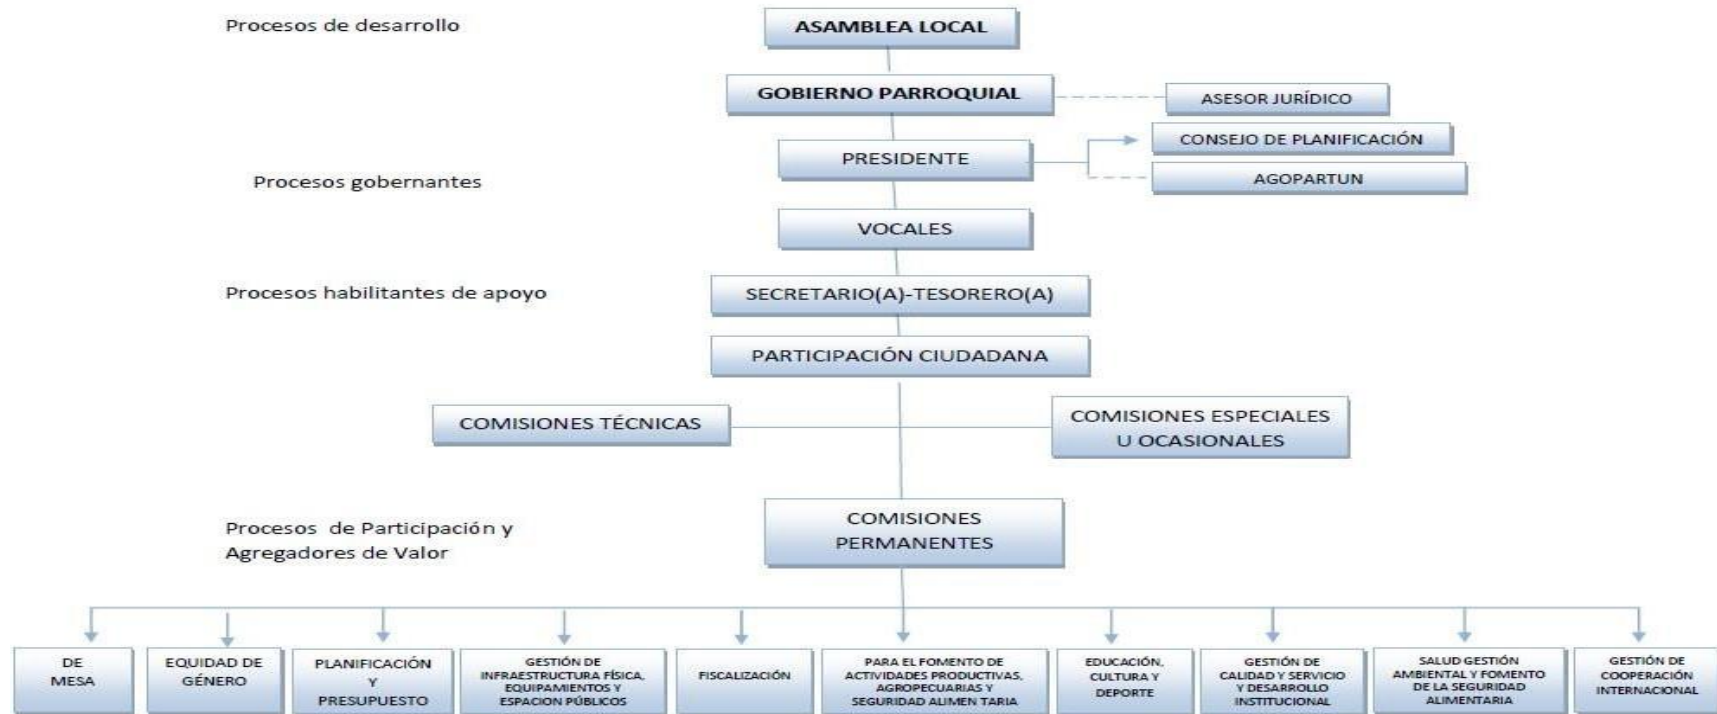 Procesos de desarrollo
ASAMBLEA LOCAL
GOBIERNO PARROQUIAL
ASESOR JURÍDICO
CONSEJO DE PLANIFICACIÓN
PRESIDENTE
AGOPARTUN
Procesos gobernantes
VOCALES
Procesos habilitantes de apoyo
SECRETARIO(A)-TESORERO(A)
PARTICIPACIÓN CIUDADANA
COMISIONES TÉCNICAS
COMISIONES ESPECIALES
U OCASIONALES
Procesos de Participación y
Agregadores de Valor
COMISIONES
PERMANENTES
DE
MESA
EQUIDAD DE
GÉNERO
PLANIFICACIÓN
Y
PRESUPUESTO
GESTIÓN DE
INFRAESTRUCTURA FÍSICA,
EQUIPAMIENTOS Y
ESPACION PÚBLICOS
FISCALIZACIÓN
PARA EL FOMENTO DE
ACTIVIDADES PRODUCTIVAS,
AGROPECUARIAS Y
SEGURIDAD ALIMEN TARIA
EDUCACIÓN,
CULTURA Y
DEPORTE
GESTIÓN DE
CALIDAD Y SERVICIO
Y DESARROLLO
INSTITUCIONAL
SALUD GESTIÓN
AMBIENTAL Y FOMENTO
DE LA SEGURIDAD
ALIMENTARIA
GESTIÓN DE
COOPERACIÓN
INTERNACIONAL